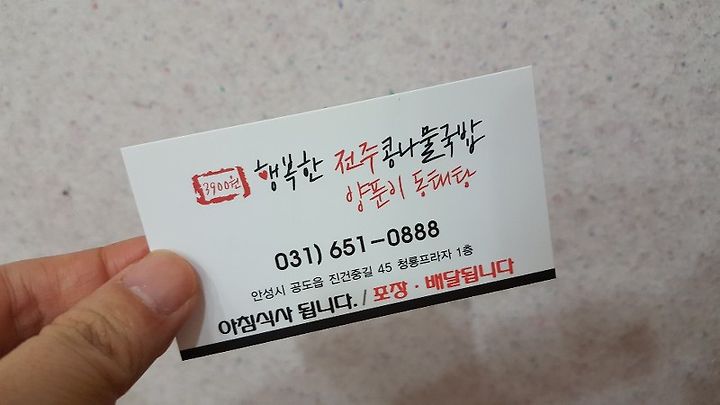 3900원 행복한 전주콩나물국밥
양푼이 동태탕
031) 651-0888
안성시 공도읍 진건중길 45 청룡프라자 1층
아침식사 됩니다. / 포장·배달됩니다